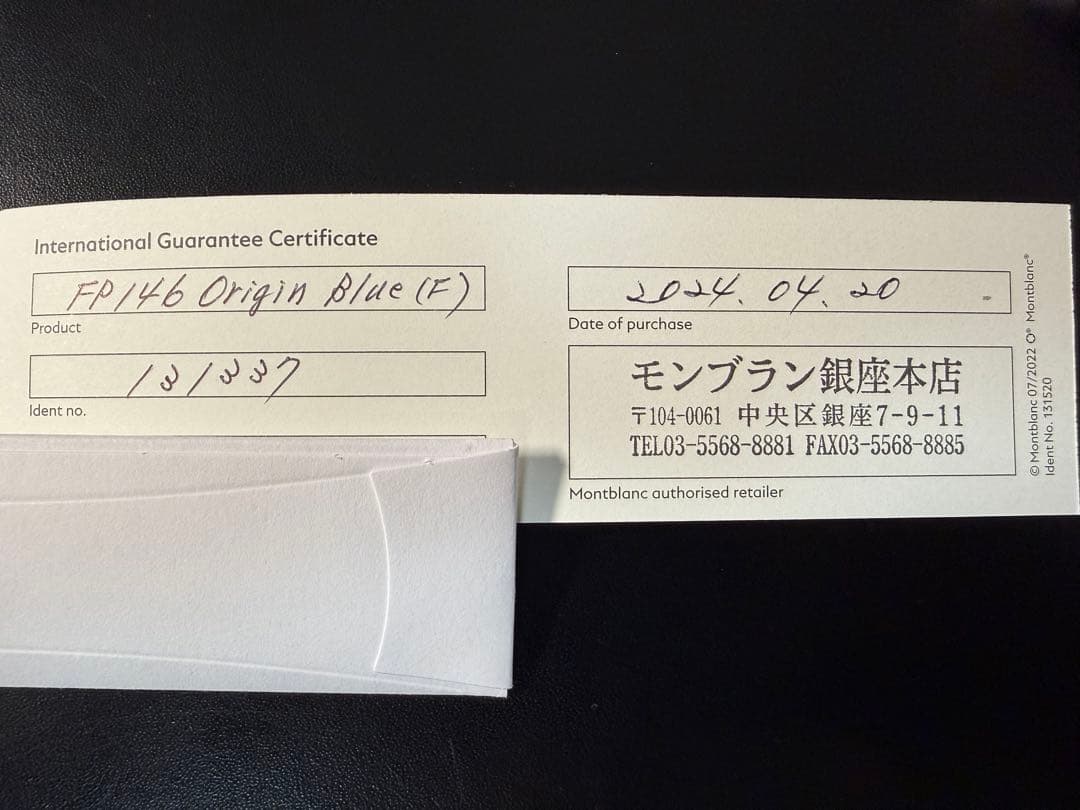 International Guarantee Certificate
FP146 Origin Blue (F)
Product
131337
Ident no.
2024.04.20
Date of purchase
モンブラン銀座本店
〒104-0061 中央区銀座7-9-11
TEL03-5568-8881 FAX03-5568-8885
Montblanc authorised retailer
© Montblanc 07/2022 O® Montblanc®
Ident No. 131520